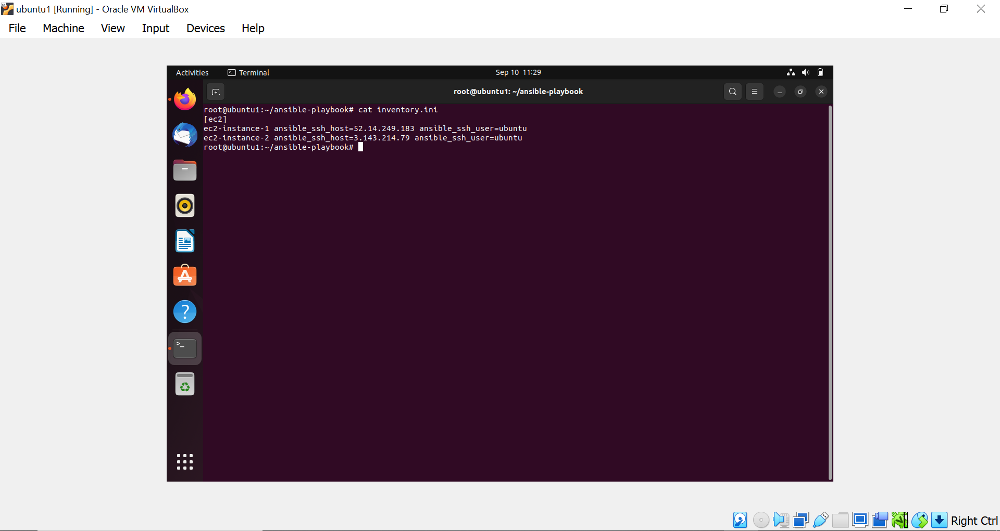 ubuntu1 [Running] - Oracle VM VirtualBox
File Machine View Input Devices Help
Activities Terminal Sep 10 11:29
root@ubuntu1: ~/ansible-playbook
root@ubuntu1:~/ansible-playbook# cat inventory.ini
[ec2]
ec2-instance-1 ansible_ssh_host=52.14.249.183 ansible_ssh_user=ubuntu
ec2-instance-2 ansible_ssh_host=3.143.214.79 ansible_ssh_user=ubuntu
root@ubuntu1:~/ansible-playbook#
Right Ctrl